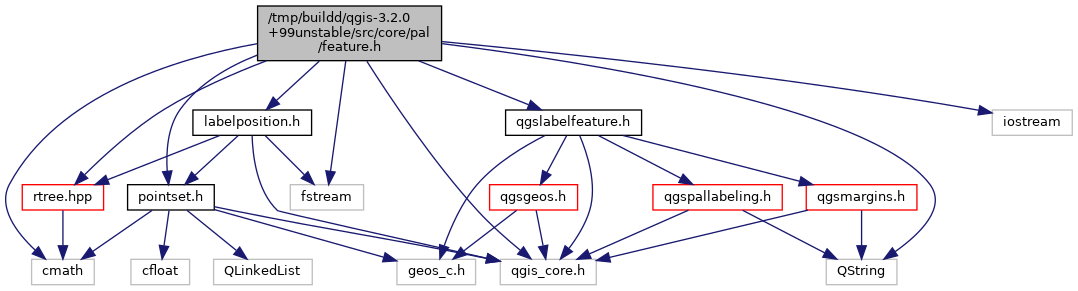 /tmp/buildd/qgis-3.2.0
+99unstable/src/core/pal
/feature.h
labelposition.h
qgslabelfeature.h
iostream
rtree.hpp
pointset.h
fstream
qgsgeos.h
qgspallabeling.h
qgsmargins.h
cmath
cfloat
QLinkedList
geos_c.h
qgis_core.h
QString